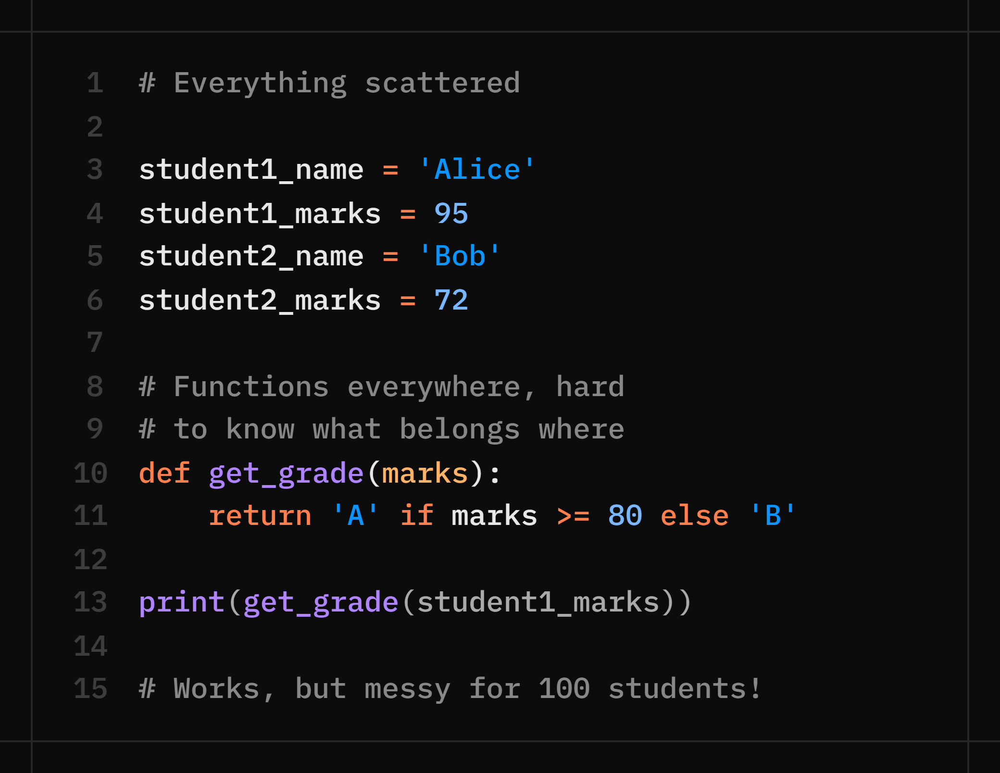 1 # Everything scattered
2
3 student1_name = 'Alice'
4 student1_marks = 95
5 student2_name = 'Bob'
6 student2_marks = 72
7
8 # Functions everywhere, hard
9 # to know what belongs where
10 def get_grade(marks):
11     return 'A' if marks >= 80 else 'B'
12
13 print(get_grade(student1_marks))
14
15 # Works, but messy for 100 students!